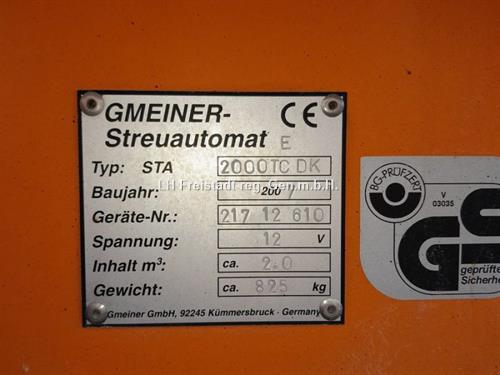 GMEINER-
Streuautomat E
CE
Typ: STA 2000TC DK
LH Freistadt reg. Gen.m.b.H.
Baujahr: 2007
Geräte-Nr.: 217 12 610
Spannung: 12 V
Inhalt m³: ca. 2.0
Gewicht: ca. 825 kg
Gmeiner GmbH, 92245 Kümmersbruck - Germany
BG-PRÜFZERT
V
03035
GS
geprüfte
Sicherhe